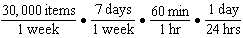 30,000 items / 1 week • 7 days / 1 week • 60 min / 1 hr • 1 day / 24 hrs